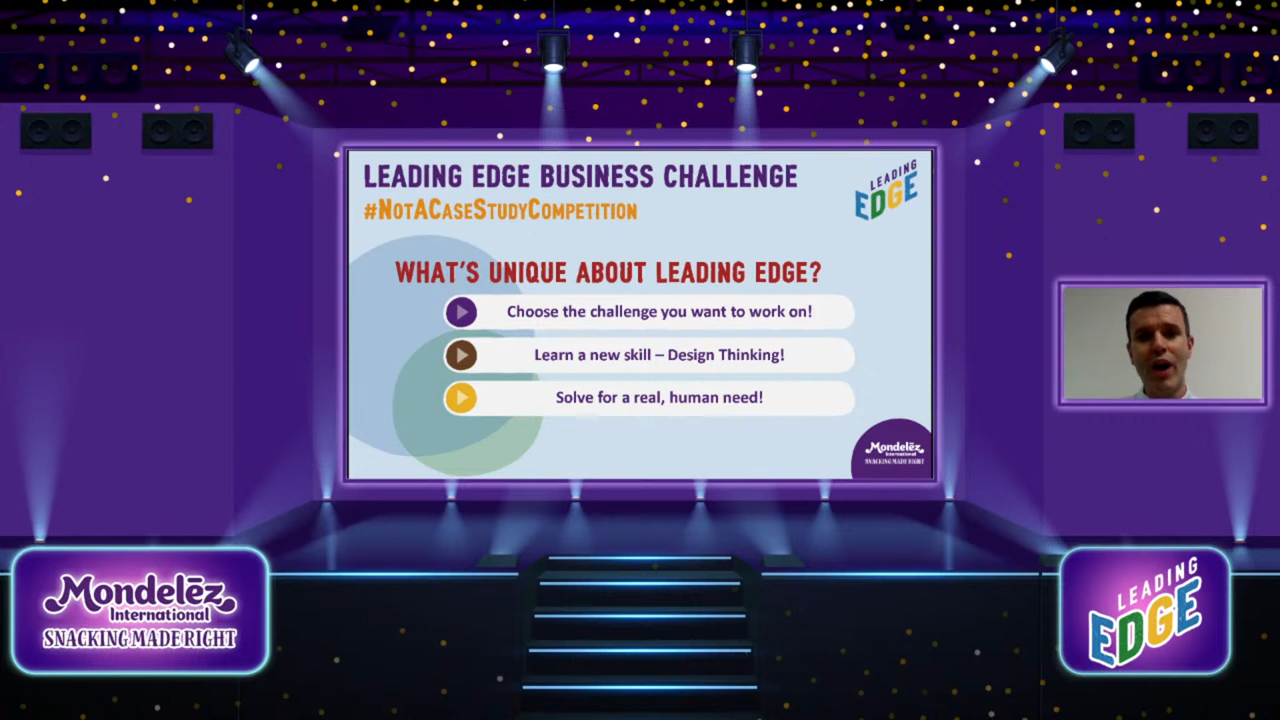 LEADING EDGE BUSINESS CHALLENGE
#NOTACASESTUDYCOMPETITION
LEADING
EDGE
WHAT'S UNIQUE ABOUT LEADING EDGE?
Choose the challenge you want to work on!
Learn a new skill – Design Thinking!
Solve for a real, human need!
Mondelēz
International
SNACKING MADE RIGHT
Mondelēz
International
SNACKING MADE RIGHT
LEADING
EDGE